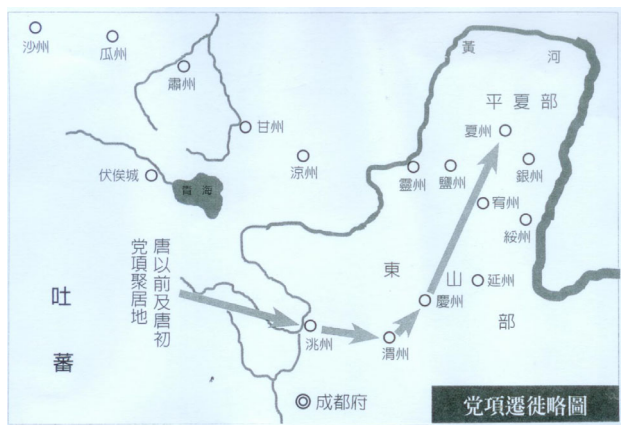 沙州
瓜州
肅州
甘州
涼州
伏俟城
青海
黃河
平夏部
夏州
靈州
鹽州
銀州
宥州
綏州
唐以前及唐初
党項聚居地
吐蕃
東山部
延州
慶州
洮州
渭州
成都府
党項遷徙略圖